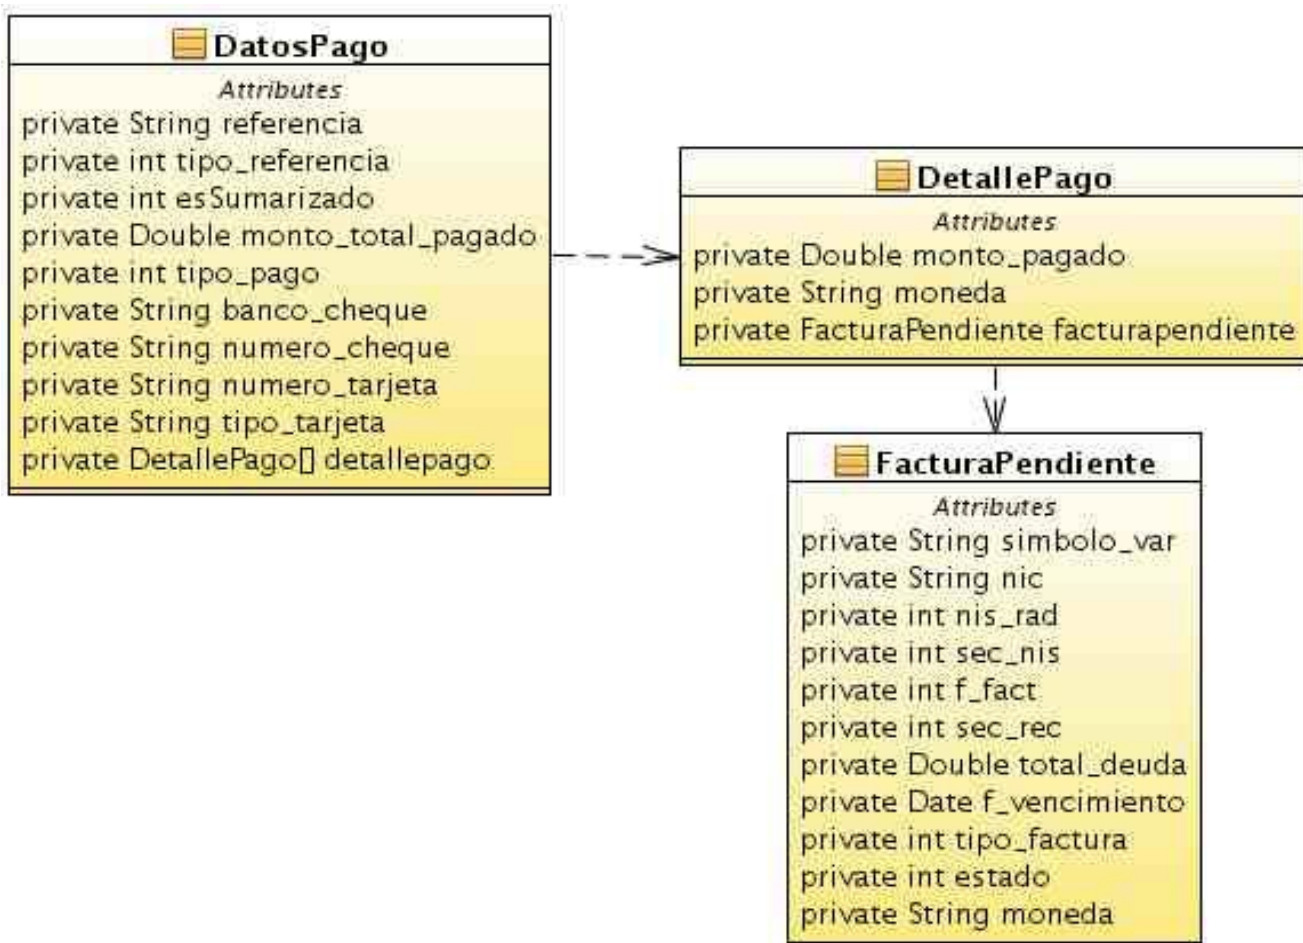 DatosPago
Attributes
private String referencia
private int tipo_referencia
private int esSumarizado
private Double monto_total_pagado
private int tipo_pago
private String banco_cheque
private String numero_cheque
private String numero_tarjeta
private String tipo_tarjeta
private DetallePago[] detallepago
DetallePago
Attributes
private Double monto_pagado
private String moneda
private FacturaPendiente facturapendiente
FacturaPendiente
Attributes
private String simbolo_var
private String nic
private int nis_rad
private int sec_nis
private int f_fact
private int sec_rec
private Double total_deuda
private Date f_vencimiento
private int tipo_factura
private int estado
private String moneda